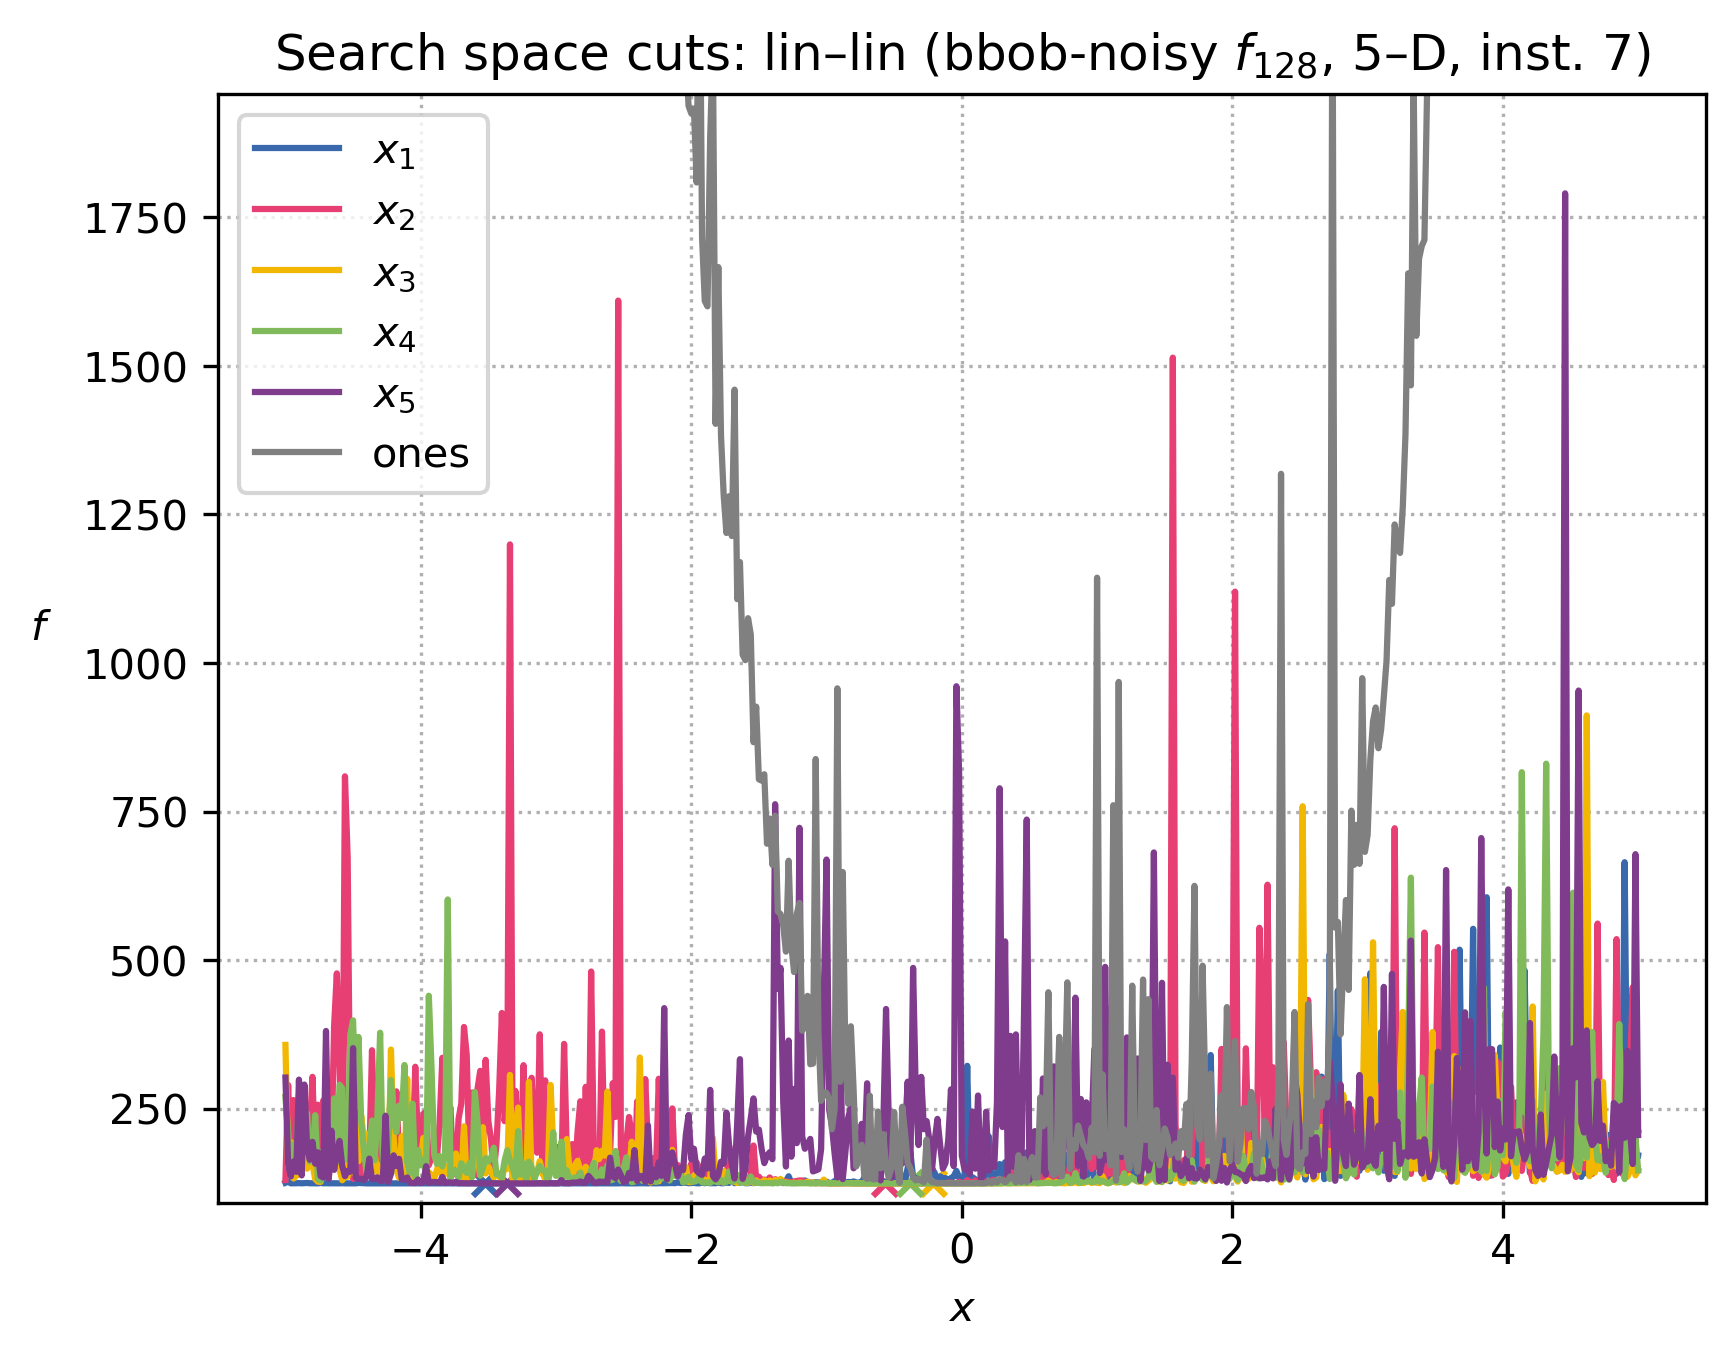 Search space cuts: lin–lin (bbob-noisy f₁₂₈, 5–D, inst. 7)
x₁
x₂
x₃
x₄
x₅
ones
1750
1500
1250
1000
750
500
250
f
−4 −2 0 2 4
x